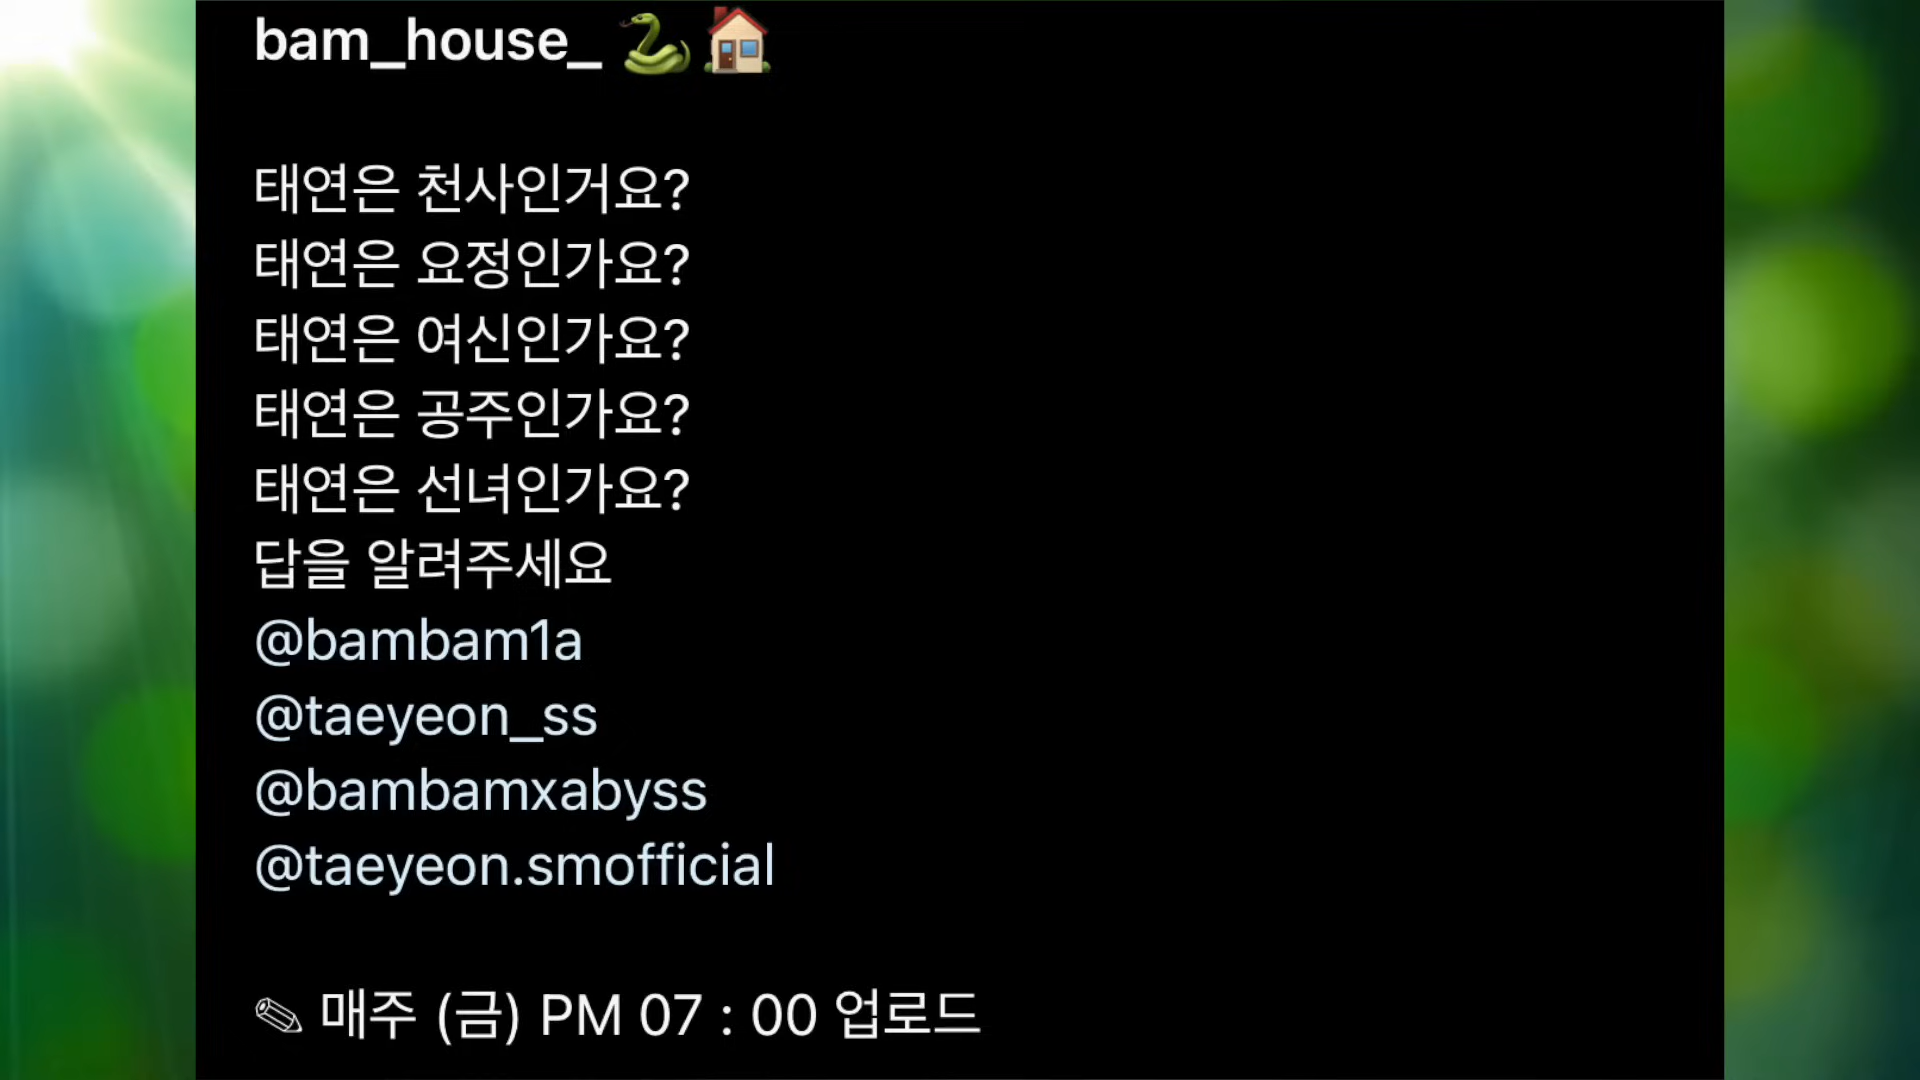 bam_house_ 🐍🏠
태연은 천사인거요?
태연은 요정인가요?
태연은 여신인가요?
태연은 공주인가요?
태연은 선녀인가요?
답을 알려주세요
@bambam1a
@taeyeon_ss
@bambamxabyss
@taeyeon.smofficial
✎ 매주 (금) PM 07 : 00 업로드